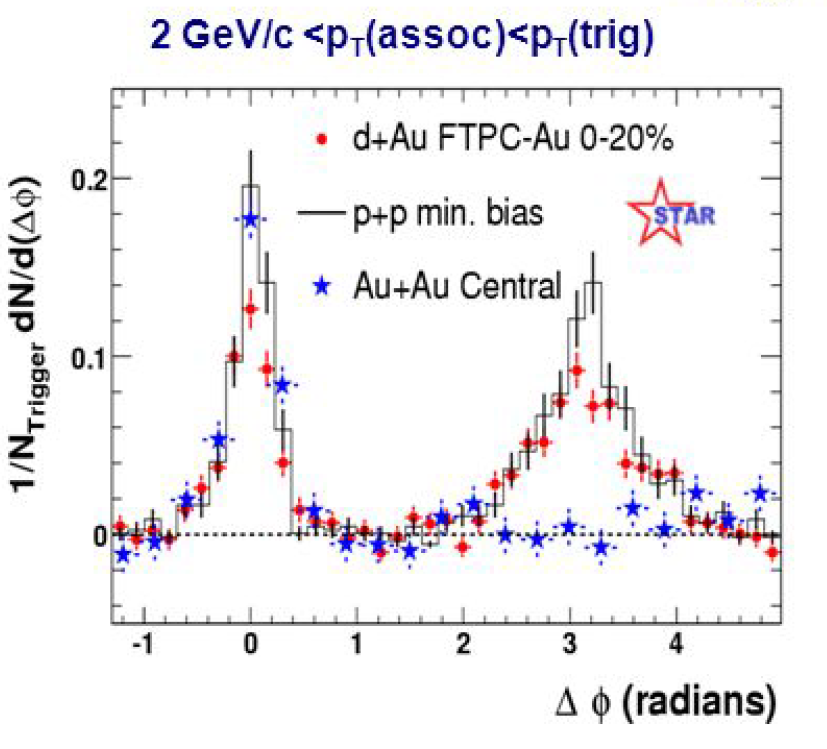 2 GeV/c <pT(assoc)<pT(trig)
d+Au FTPC-Au 0-20%
p+p min. bias
STAR
Au+Au Central
1/NTrigger dN/d(Δϕ)
0.2
0.1
0
-1 0 1 2 3 4
Δ ϕ (radians)